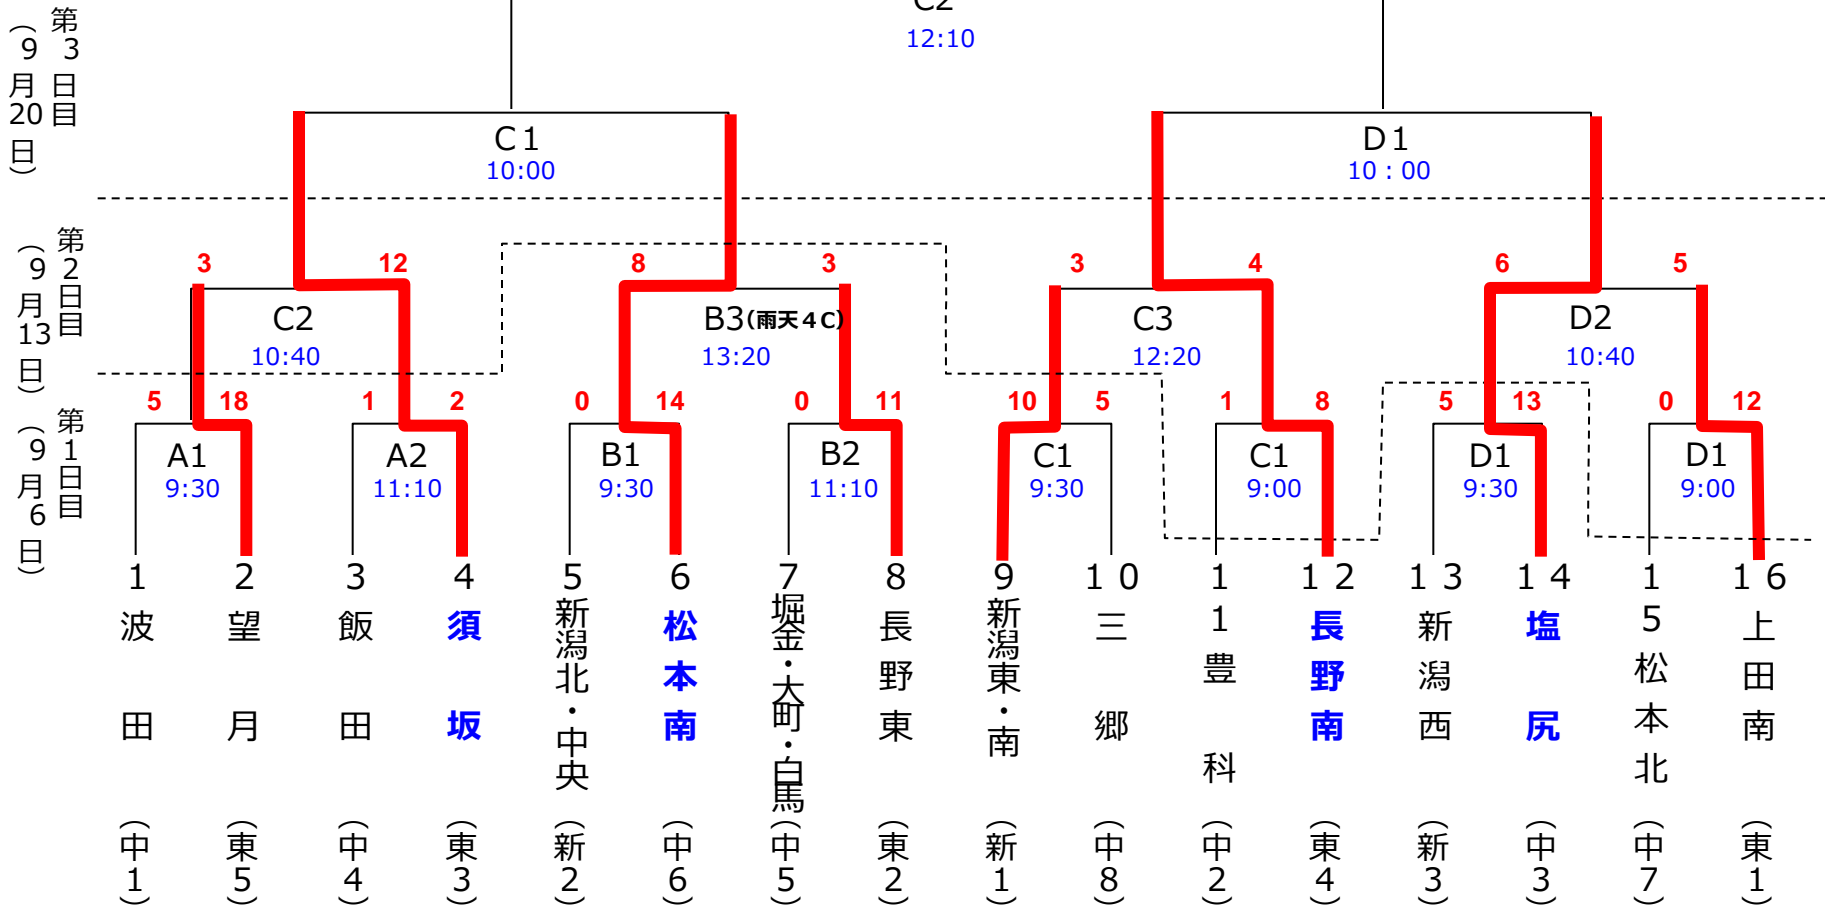 C2
12:10
第3日目
（9月20日）
C1
10:00
D1
10：00
第2日目
（9月13日）
3 12 8 3 3 4 6 5
C2
10:40
B3(雨天４C)
13:20
C3
12:20
D2
10:40
第1日目
（9月6日）
5 18 1 2 0 14 0 11 10 5 1 8 5 13 0 12
A1
9:30
A2
11:10
B1
9:30
B2
11:10
C1
9:30
C1
9:00
D1
9:30
D1
9:00
1 波田 （中1）
2 望月 （東5）
3 飯田 （中4）
4 須坂 （東3）
5 新潟北・中央 （新2）
6 松本南 （中6）
7 堀金・大町・白馬 （中5）
8 長野東 （東2）
9 新潟東・南 （新1）
10 三郷 （中8）
11 豊科 （中2）
12 長野南 （東4）
13 新潟西 （新3）
14 塩尻 （中3）
15 松本北 （中7）
16 上田南 （東1）